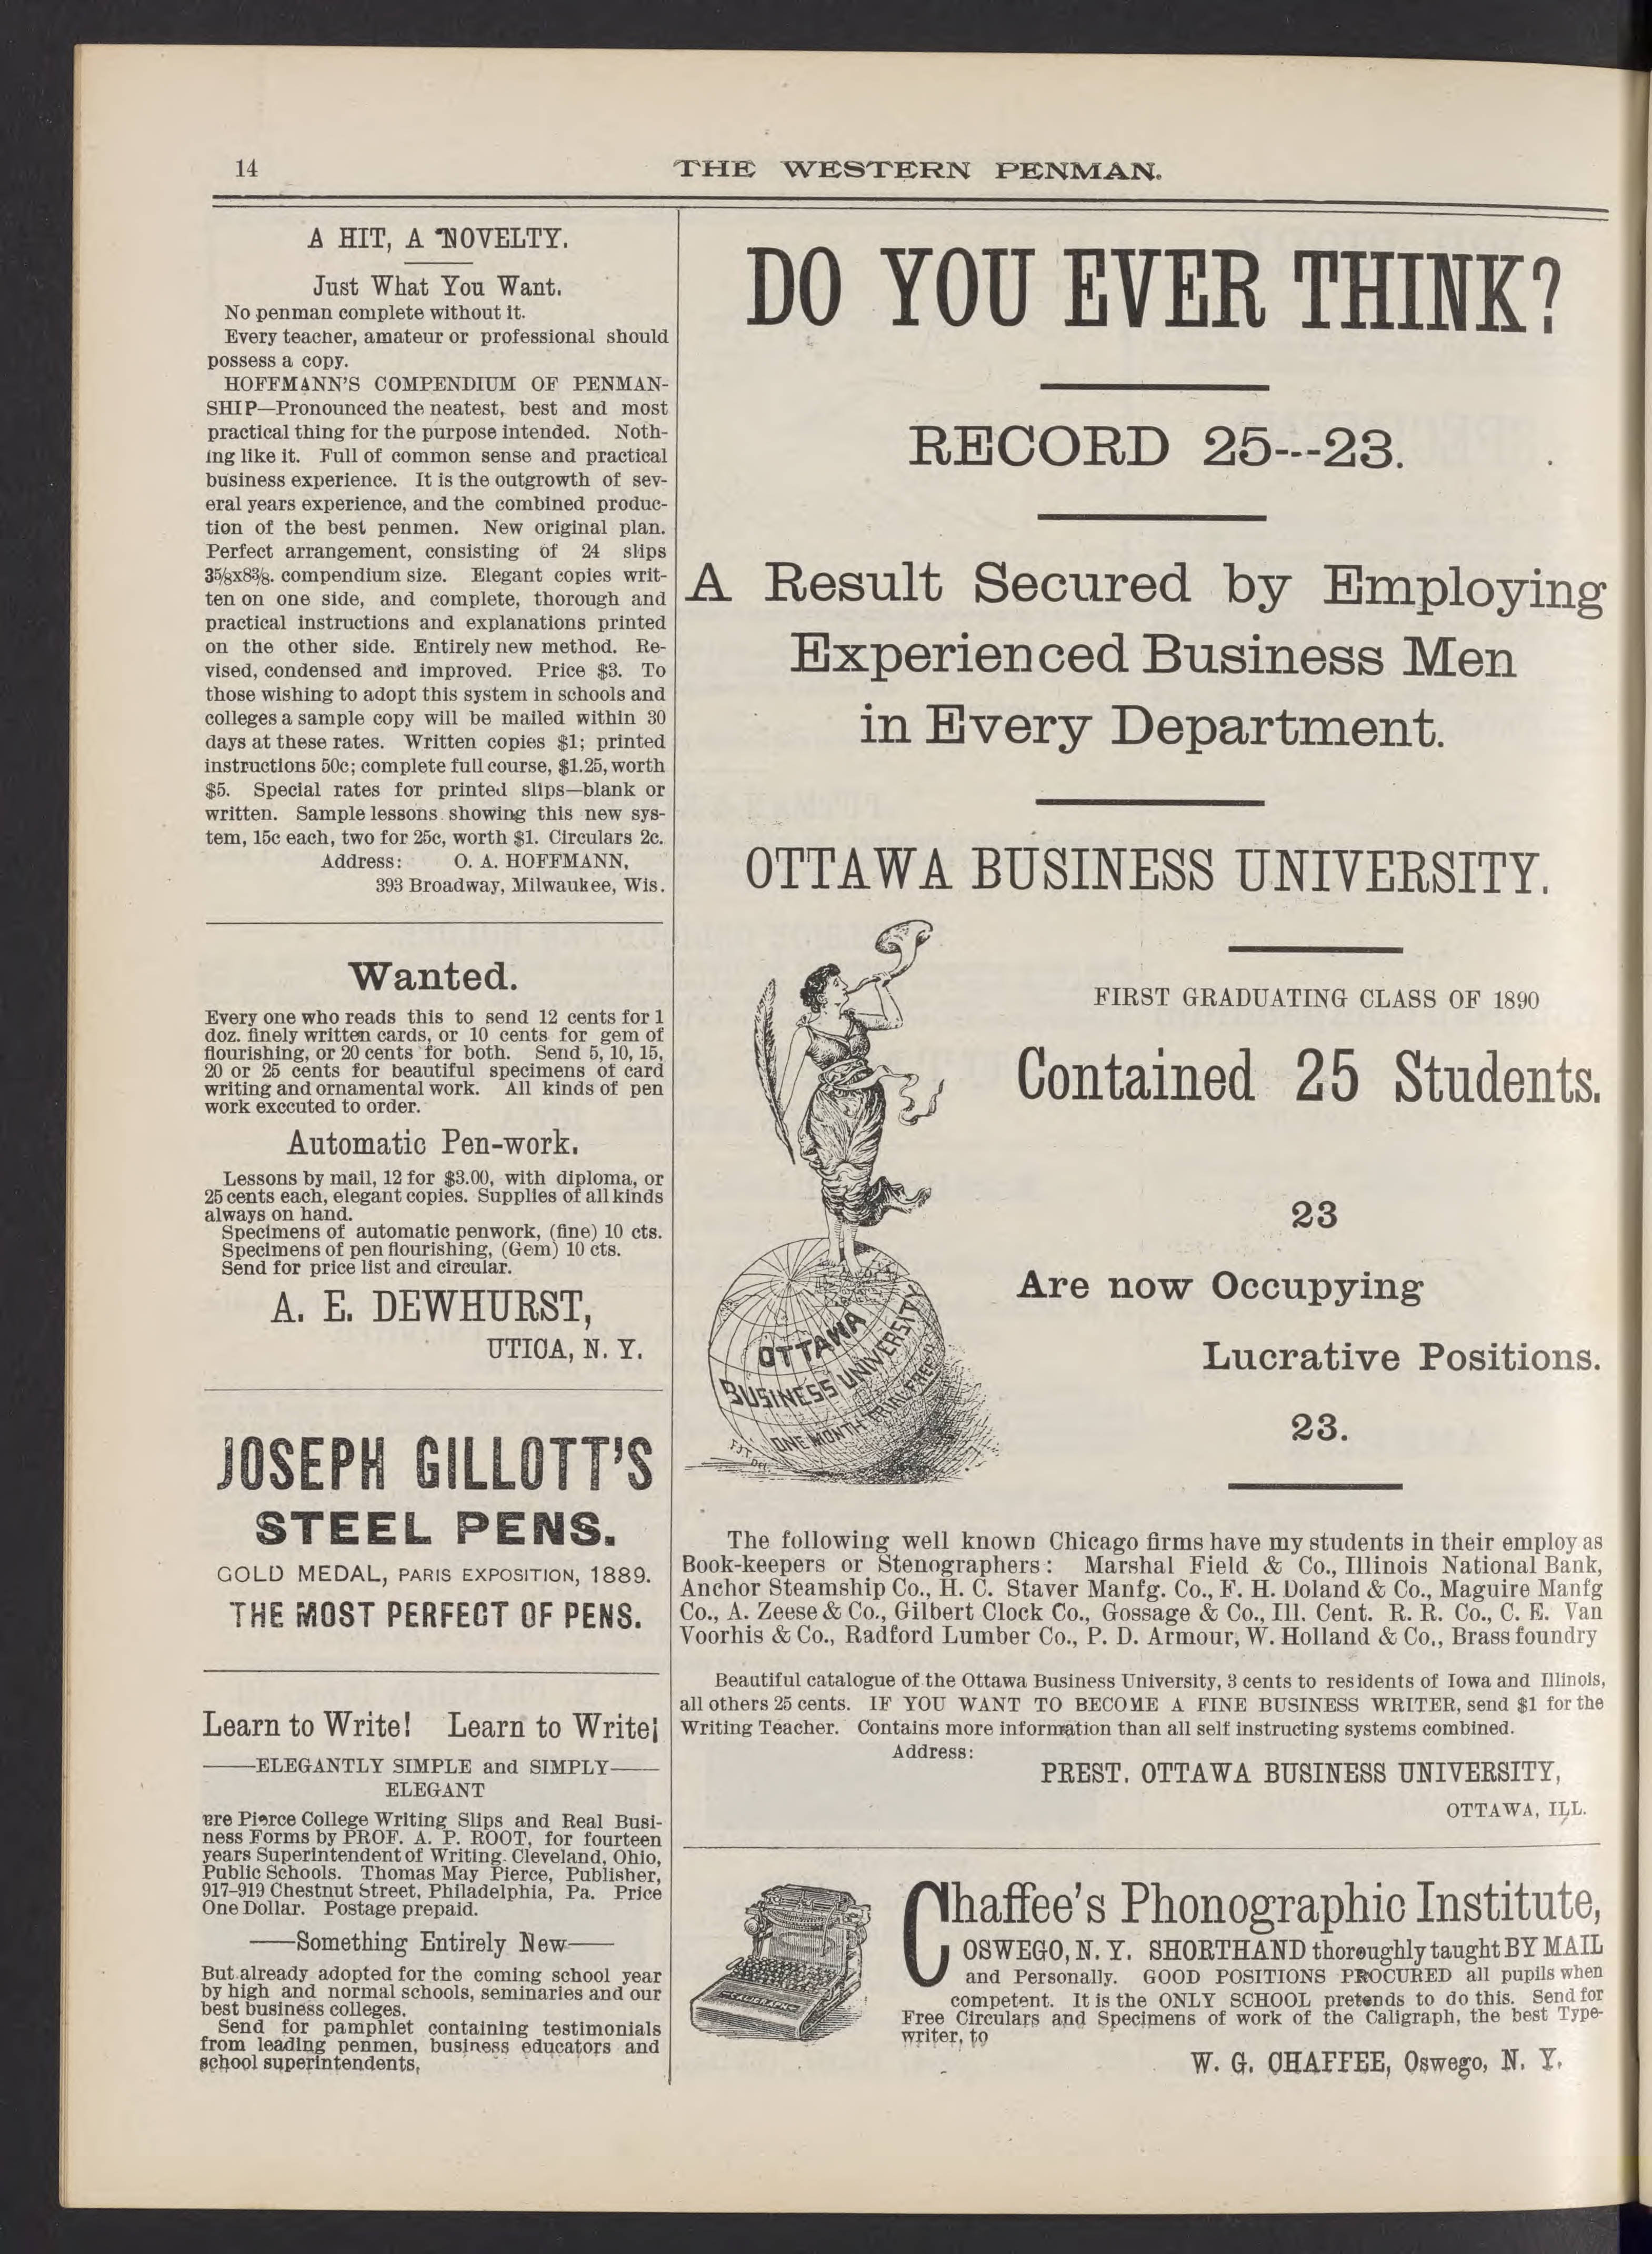 14
THE WESTERN PENMAN.
A HIT, A NOVELTY.
Just What You Want.
No penman complete without it.
Every teacher, amateur or professional should
possess a copy.
HOFFMANN'S COMPENDIUM OF PENMAN-
SHIP—Pronounced the neatest, best and most
practical thing for the purpose intended. Noth-
ing like it. Full of common sense and practical
business experience. It is the outgrowth of sev-
eral years experience, and the combined produc-
tion of the best penmen. New original plan.
Perfect arrangement, consisting of 24 slips
3⅝x8⅜. compendium size. Elegant copies writ-
ten on one side, and complete, thorough and
practical instructions and explanations printed
on the other side. Entirely new method. Re-
vised, condensed and improved. Price $3. To
those wishing to adopt this system in schools and
colleges a sample copy will be mailed within 30
days at these rates. Written copies $1; printed
instructions 50c; complete full course, $1.25, worth
$5. Special rates for printed slips—blank or
written. Sample lessons showing this new sys-
tem, 15c each, two for 25c, worth $1. Circulars 2c.
Address: O. A. HOFFMANN,
393 Broadway, Milwaukee, Wis.
Wanted.
Every one who reads this to send 12 cents for 1
doz. finely written cards, or 10 cents for gem of
flourishing, or 20 cents for both. Send 5, 10, 15,
20 or 25 cents for beautiful specimens of card
writing and ornamental work. All kinds of pen
work executed to order.
Automatic Pen-work.
Lessons by mail, 12 for $3.00, with diploma, or
25 cents each, elegant copies. Supplies of all kinds
always on hand.
Specimens of automatic penwork, (fine) 10 cts.
Specimens of pen flourishing, (Gem) 10 cts.
Send for price list and circular.
A. E. DEWHURST,
UTICA, N. Y.
JOSEPH GILLOTT'S
STEEL PENS.
GOLD MEDAL, PARIS EXPOSITION, 1889.
THE MOST PERFECT OF PENS.
Learn to Write! Learn to Write¡
——ELEGANTLY SIMPLE and SIMPLY——
ELEGANT
are Pierce College Writing Slips and Real Busi-
ness Forms by PROF. A. P. ROOT, for fourteen
years Superintendent of Writing. Cleveland, Ohio,
Public Schools. Thomas May Pierce, Publisher,
917-919 Chestnut Street, Philadelphia, Pa. Price
One Dollar. Postage prepaid.
——Something Entirely New——
But already adopted for the coming school year
by high and normal schools, seminaries and our
best business colleges.
Send for pamphlet containing testimonials
from leading penmen, business educators and
school superintendents,
DO YOU EVER THINK?
RECORD 25---23.
A Result Secured by Employing
Experienced Business Men
in Every Department.
OTTAWA BUSINESS UNIVERSITY.
FIRST GRADUATING CLASS OF 1890
Contained 25 Students.
23
Are now Occupying
Lucrative Positions.
23.
OTTAWA
BUSINESS UNIVERSITY
ONE MONTH TRIAL FREE
The following well known Chicago firms have my students in their employ as
Book-keepers or Stenographers: Marshal Field & Co., Illinois National Bank,
Anchor Steamship Co., H. C. Staver Manfg. Co., F. H. Doland & Co., Maguire Manfg
Co., A. Zeese & Co., Gilbert Clock Co., Gossage & Co., Ill. Cent. R. R. Co., C. E. Van
Voorhis & Co., Radford Lumber Co., P. D. Armour, W. Holland & Co., Brass foundry
Beautiful catalogue of the Ottawa Business University, 3 cents to residents of Iowa and Illinois,
all others 25 cents. IF YOU WANT TO BECOME A FINE BUSINESS WRITER, send $1 for the
Writing Teacher. Contains more information than all self instructing systems combined.
Address:
PREST. OTTAWA BUSINESS UNIVERSITY,
OTTAWA, ILL.
Chaffee's Phonographic Institute,
OSWEGO, N. Y. SHORTHAND thoroughly taught BY MAIL
and Personally. GOOD POSITIONS PROCURED all pupils when
competent. It is the ONLY SCHOOL pretends to do this. Send for
Free Circulars and Specimens of work of the Caligraph, the best Type-
writer, to
W. G. CHAFFEE, Oswego, N. Y.
CALIGRAPH